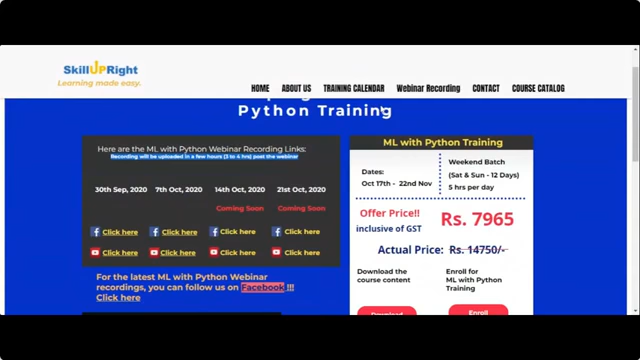 SkillUpRight
Learning made easy.
HOME ABOUT US TRAINING CALENDAR Webinar Recording CONTACT COURSE CATALOG
Python Training
Here are the ML with Python Webinar Recording Links:
Recording will be uploaded in a few hours (3 to 4 hrs) post the webinar
30th Sep, 2020 7th Oct, 2020 14th Oct, 2020 21st Oct, 2020
Coming Soon Coming Soon
Click here Click here Click here Click here
Click here Click here Click here Click here
For the latest ML with Python Webinar
recordings, you can follow us on Facebook !!!
Click here
ML with Python Training
Dates:
Oct 17th - 22nd Nov
Weekend Batch
(Sat & Sun - 12 Days)
5 hrs per day
Offer Price!!
inclusive of GST
Rs. 7965
Actual Price: Rs. 14750/-
Download the
course content
Enroll for
ML with Python
Training
Download
Enroll